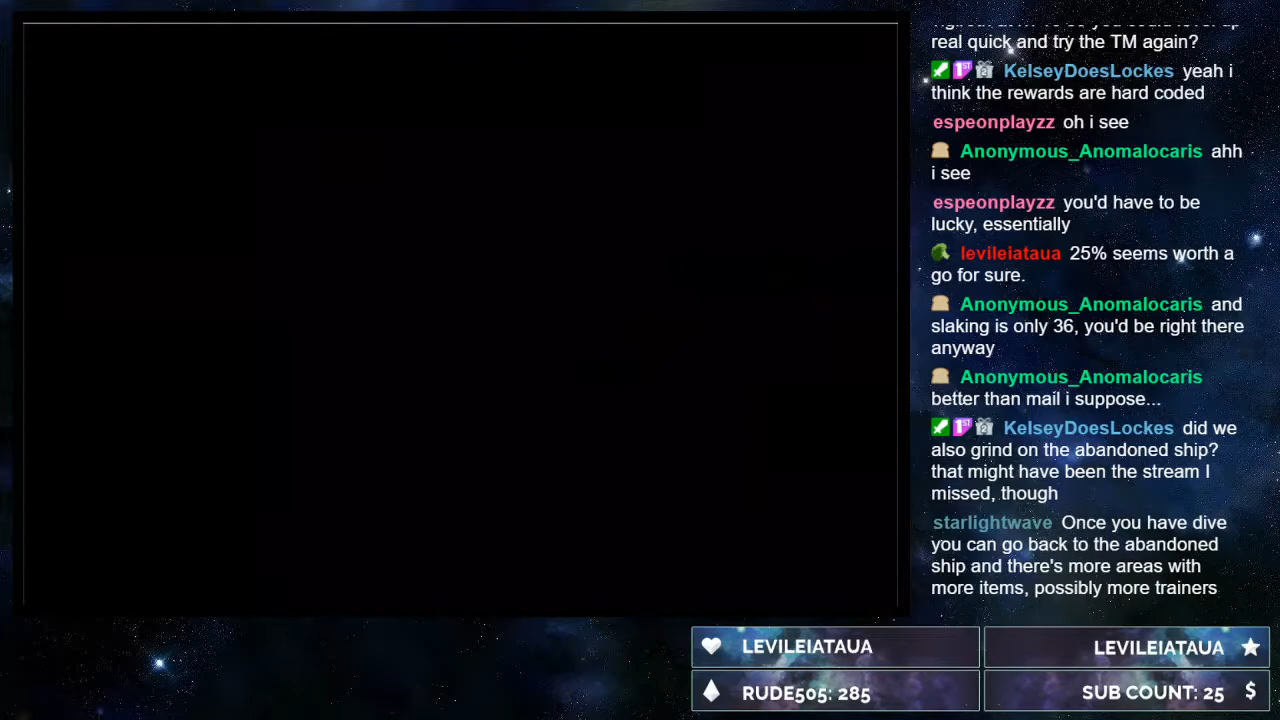 real quick and try the TM again?
KelseyDoesLockes yeah i
think the rewards are hard coded
espeonplayzz oh i see
Anonymous_Anomalocaris ahh
i see
espeonplayzz you'd have to be
lucky, essentially
levileiataua 25% seems worth a
go for sure.
Anonymous_Anomalocaris and
slaking is only 36, you'd be right there
anyway
Anonymous_Anomalocaris
better than mail i suppose...
KelseyDoesLockes did we
also grind on the abandoned ship?
that might have been the stream I
missed, though
starlightwave Once you have dive
you can go back to the abandoned
ship and there's more areas with
more items, possibly more trainers
LEVILEIATAUA
LEVILEIATAUA
RUDE505: 285
SUB COUNT: 25 $